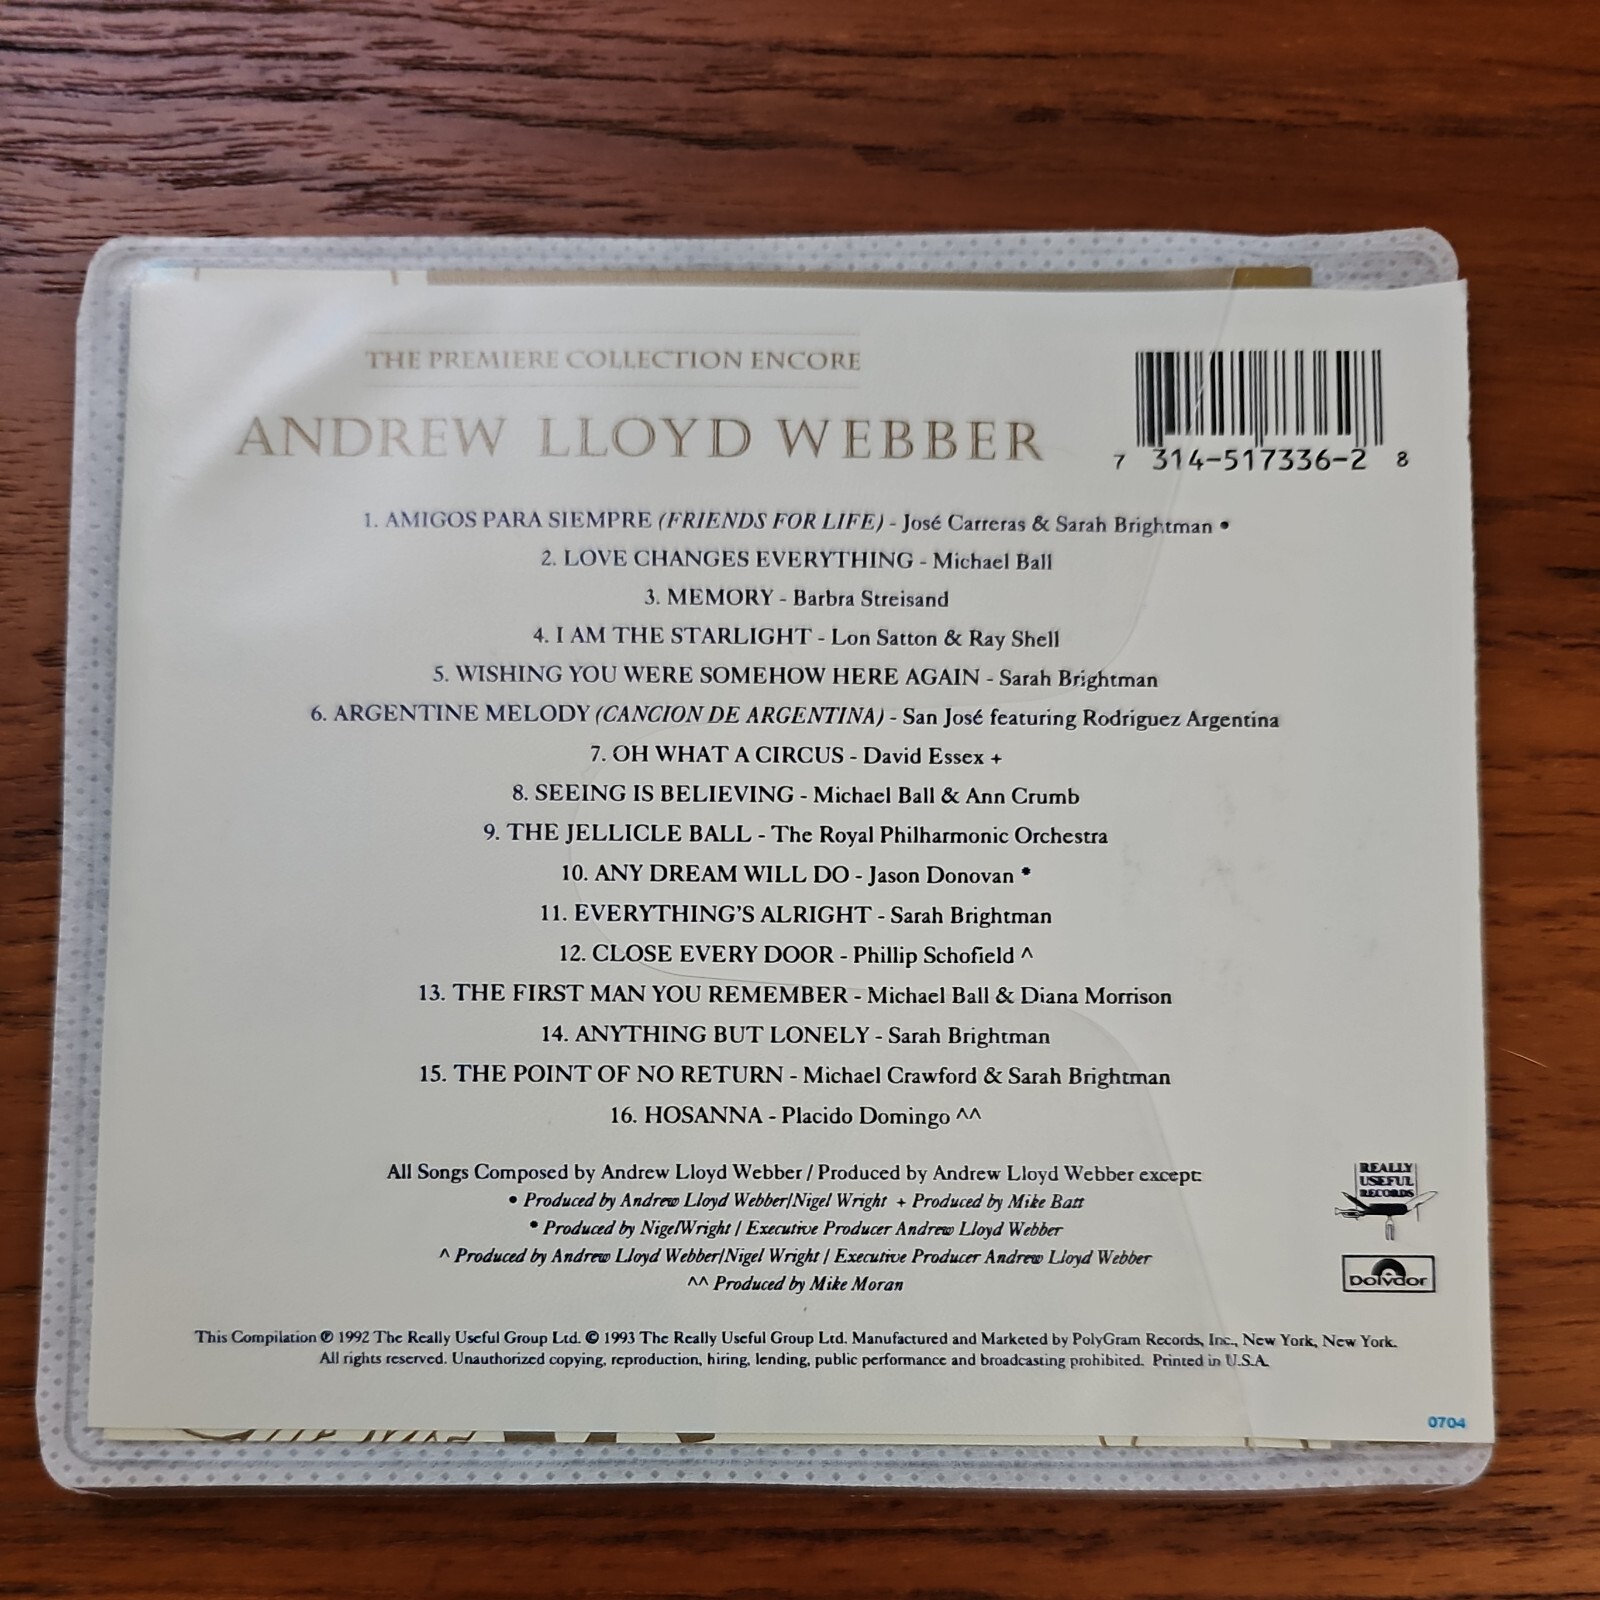 THE PREMIERE COLLECTION ENCORE
ANDREW LLOYD WEBBER
7 314-517336-2 8
1. AMIGOS PARA SIEMPRE (FRIENDS FOR LIFE) - José Carreras & Sarah Brightman •
2. LOVE CHANGES EVERYTHING - Michael Ball
3. MEMORY - Barbra Streisand
4. I AM THE STARLIGHT - Lon Satton & Ray Shell
5. WISHING YOU WERE SOMEHOW HERE AGAIN - Sarah Brightman
6. ARGENTINE MELODY (CANCION DE ARGENTINA) - San José featuring Rodriguez Argentina
7. OH WHAT A CIRCUS - David Essex +
8. SEEING IS BELIEVING - Michael Ball & Ann Crumb
9. THE JELLICLE BALL - The Royal Philharmonic Orchestra
10. ANY DREAM WILL DO - Jason Donovan *
11. EVERYTHING'S ALRIGHT - Sarah Brightman
12. CLOSE EVERY DOOR - Phillip Schofield ^
13. THE FIRST MAN YOU REMEMBER - Michael Ball & Diana Morrison
14. ANYTHING BUT LONELY - Sarah Brightman
15. THE POINT OF NO RETURN - Michael Crawford & Sarah Brightman
16. HOSANNA - Placido Domingo ^^
All Songs Composed by Andrew Lloyd Webber / Produced by Andrew Lloyd Webber except:
• Produced by Andrew Lloyd Webber/Nigel Wright + Produced by Mike Batt
* Produced by NigelWright / Executive Producer Andrew Lloyd Webber
^ Produced by Andrew Lloyd Webber/Nigel Wright / Executive Producer Andrew Lloyd Webber
^^ Produced by Mike Moran
REALLY
USEFUL
RECORDS
Polydor
This Compilation ℗ 1992 The Really Useful Group Ltd. © 1993 The Really Useful Group Ltd. Manufactured and Marketed by PolyGram Records, Inc., New York, New York.
All rights reserved. Unauthorized copying, reproduction, hiring, lending, public performance and broadcasting prohibited. Printed in U.S.A.
0704